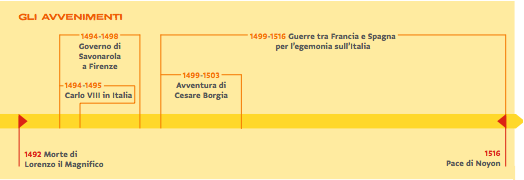 GLI AVVENIMENTI
1494-1498
Governo di
Savonarola
a Firenze
1494-1495
Carlo VIII in Italia
1499-1516 Guerre tra Francia e Spagna
per l'egemonia sull'Italia
1499-1503
Avventura di
Cesare Borgia
1492 Morte di
Lorenzo il Magnifico
1516
Pace di Noyon